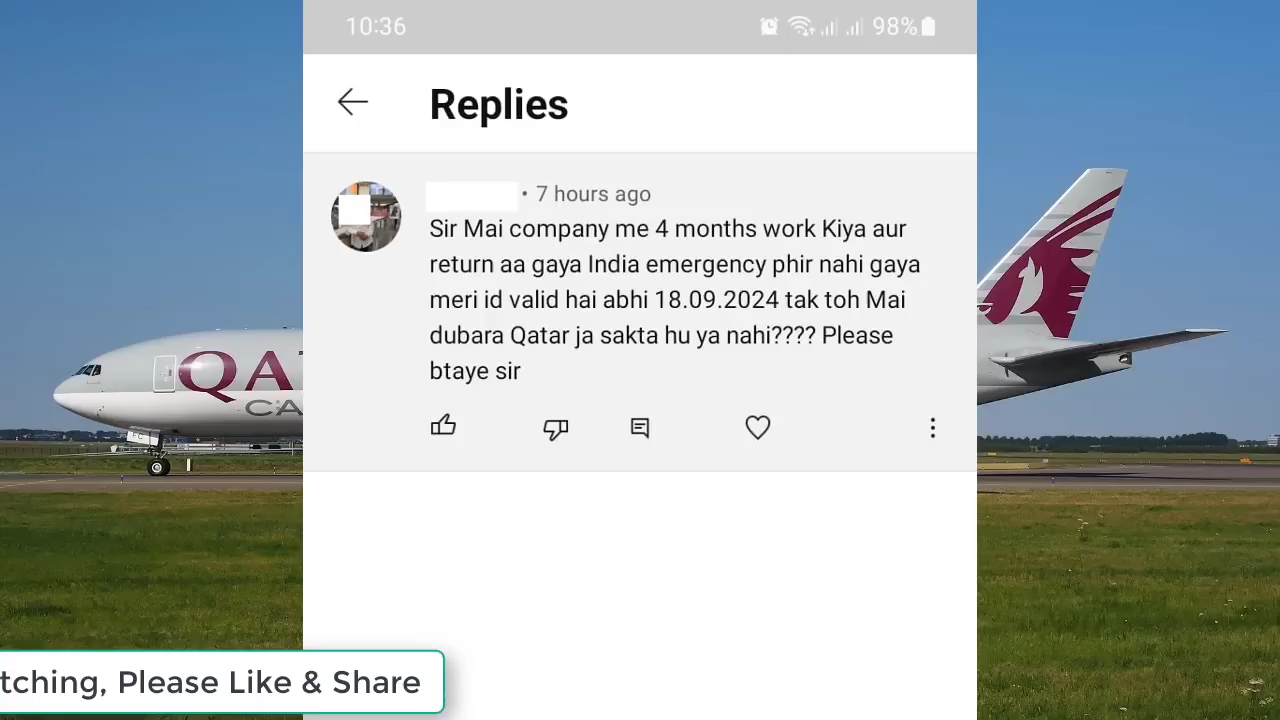 10:36
98%
Replies
• 7 hours ago
Sir Mai company me 4 months work Kiya aur
return aa gaya India emergency phir nahi gaya
meri id valid hai abhi 18.09.2024 tak toh Mai
dubara Qatar ja sakta hu ya nahi???? Please
btaye sir
QA
CA
FC
tching, Please Like & Share